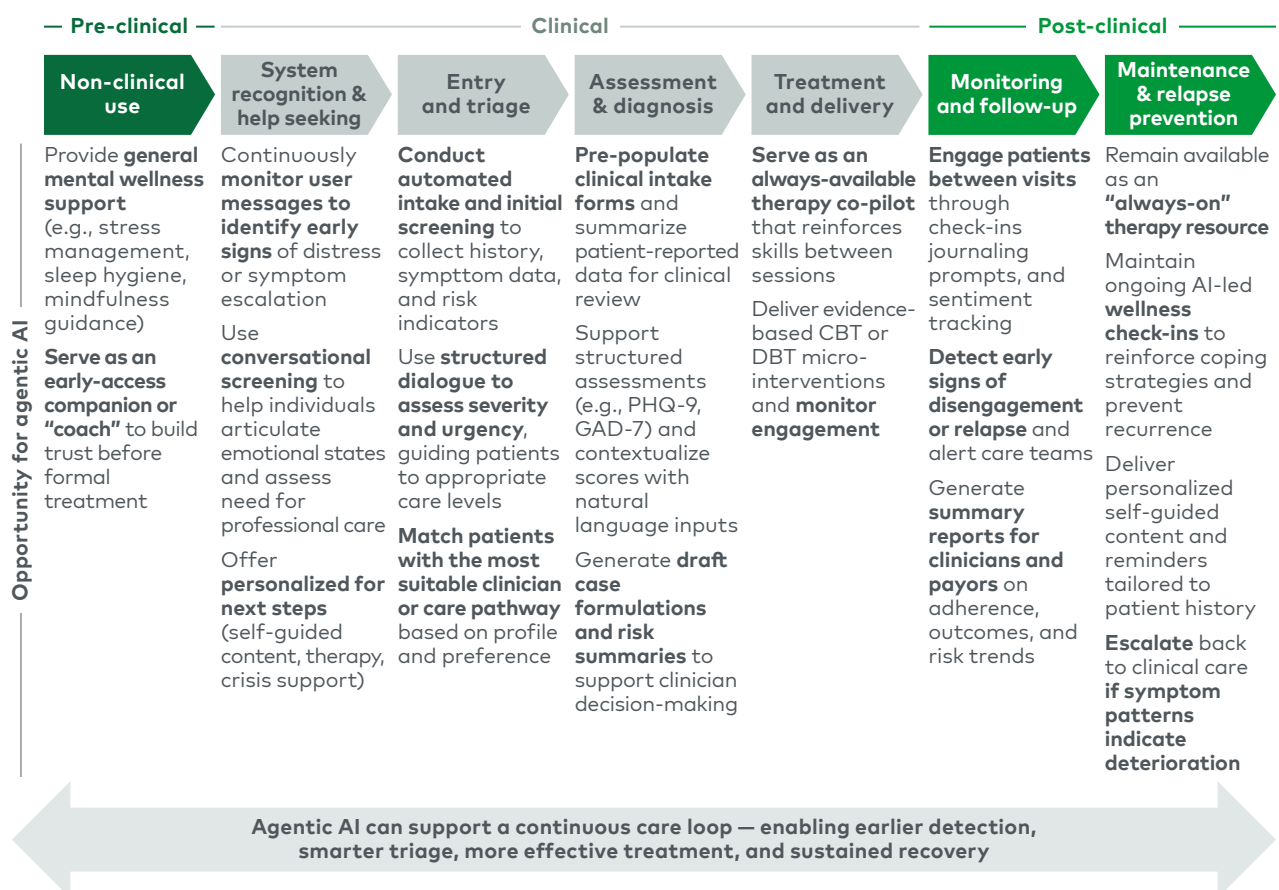 Pre-clinical
Clinical
Post-clinical
Non-clinical
use
System
recognition &
help seeking
Entry
and triage
Assessment
& diagnosis
Treatment
and delivery
Monitoring
and follow-up
Maintenance
& relapse
prevention
Opportunity for agentic AI
Provide general
mental wellness
support
(e.g., stress
management,
sleep hygiene,
mindfulness
guidance)
Serve as an
early-access
companion or
“coach” to build
trust before
formal
treatment
Continuously
monitor user
messages to
identify early
signs of distress
or symptom
escalation
Use
conversational
screening to
help individuals
articulate
emotional states
and assess
need for
professional care
Offer
personalized for
next steps
(self-guided
content, therapy,
crisis support)
Conduct
automated
intake and initial
screening to
collect history,
sympttom data,
and risk
indicators
Use structured
dialogue to
assess severity
and urgency,
guiding patients
to appropriate
care levels
Match patients
with the most
suitable clinician
or care pathway
based on profile
and preference
Pre-populate
clinical intake
forms and
summarize
patient-reported
data for clinical
review
Support
structured
assessments
(e.g., PHQ-9,
GAD-7) and
contextualize
scores with
natural
language inputs
Generate draft
case
formulations
and risk
summaries to
support clinician
decision-making
Serve as an
always-available
therapy co-pilot
that reinforces
skills between
sessions
Deliver evidence-
based CBT or
DBT micro-
interventions
and monitor
engagement
Engage patients
between visits
through
check-ins
journaling
prompts, and
sentiment
tracking
Detect early
signs of
disengagement
or relapse and
alert care teams
Generate
summary
reports for
clinicians and
payors on
adherence,
outcomes, and
risk trends
Remain available
as an
“always-on”
therapy resource
Maintain
ongoing AI-led
wellness
check-ins to
reinforce coping
strategies and
prevent
recurrence
Deliver
personalized
self-guided
content and
reminders
tailored to
patient history
Escalate back
to clinical care
if symptom
patterns
indicate
deterioration
Agentic AI can support a continuous care loop — enabling earlier detection,
smarter triage, more effective treatment, and sustained recovery